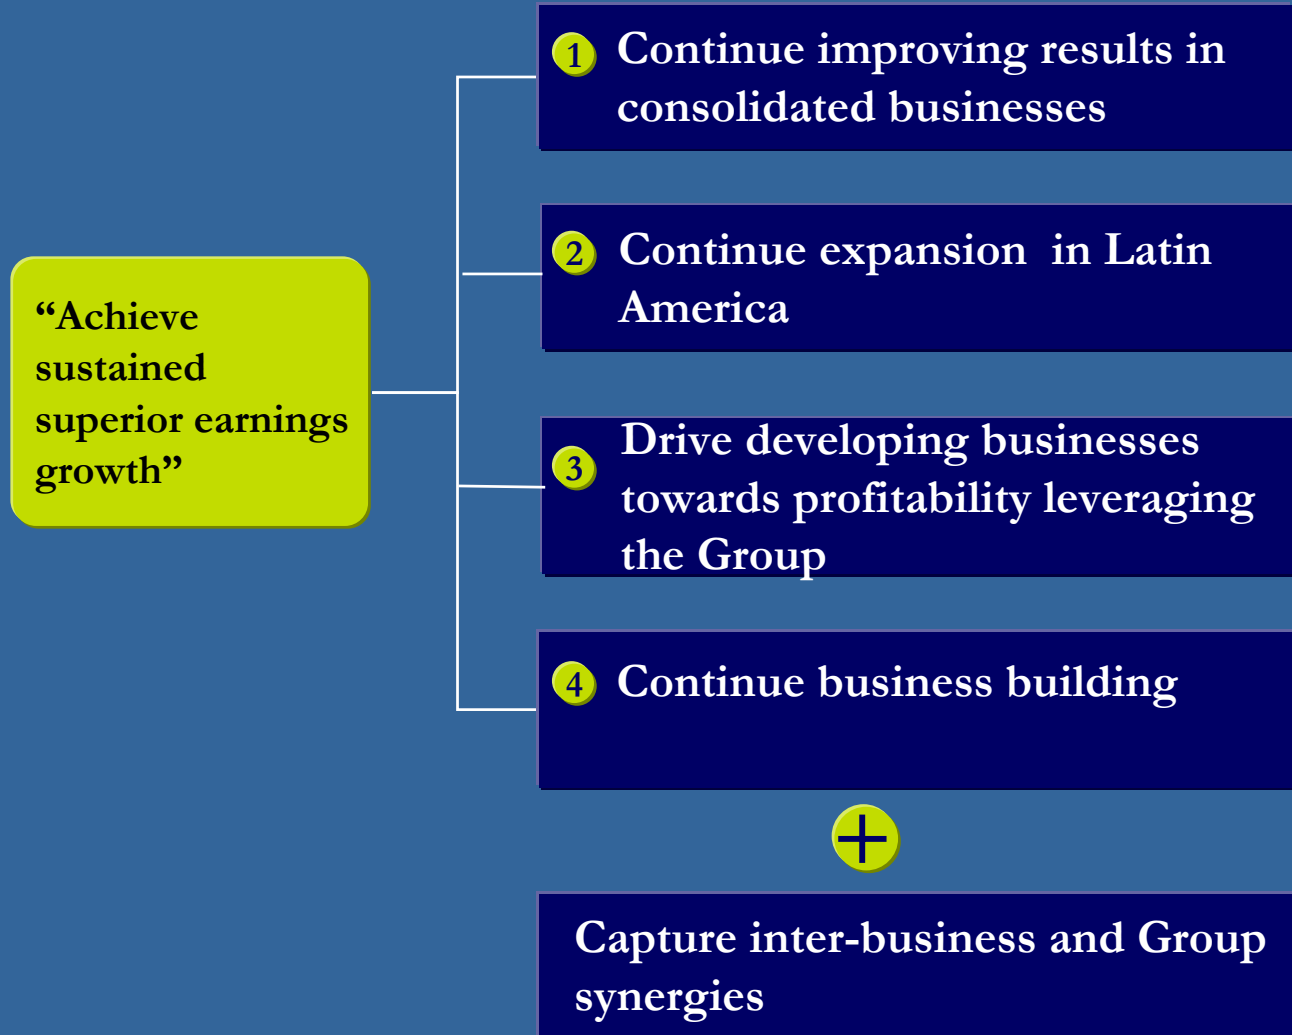 1 Continue improving results in
consolidated businesses
2 Continue expansion  in Latin
America
“Achieve
sustained
superior earnings
growth”
3 Drive developing businesses
towards profitability leveraging
the Group
4 Continue business building
+
Capture inter-business and Group
synergies